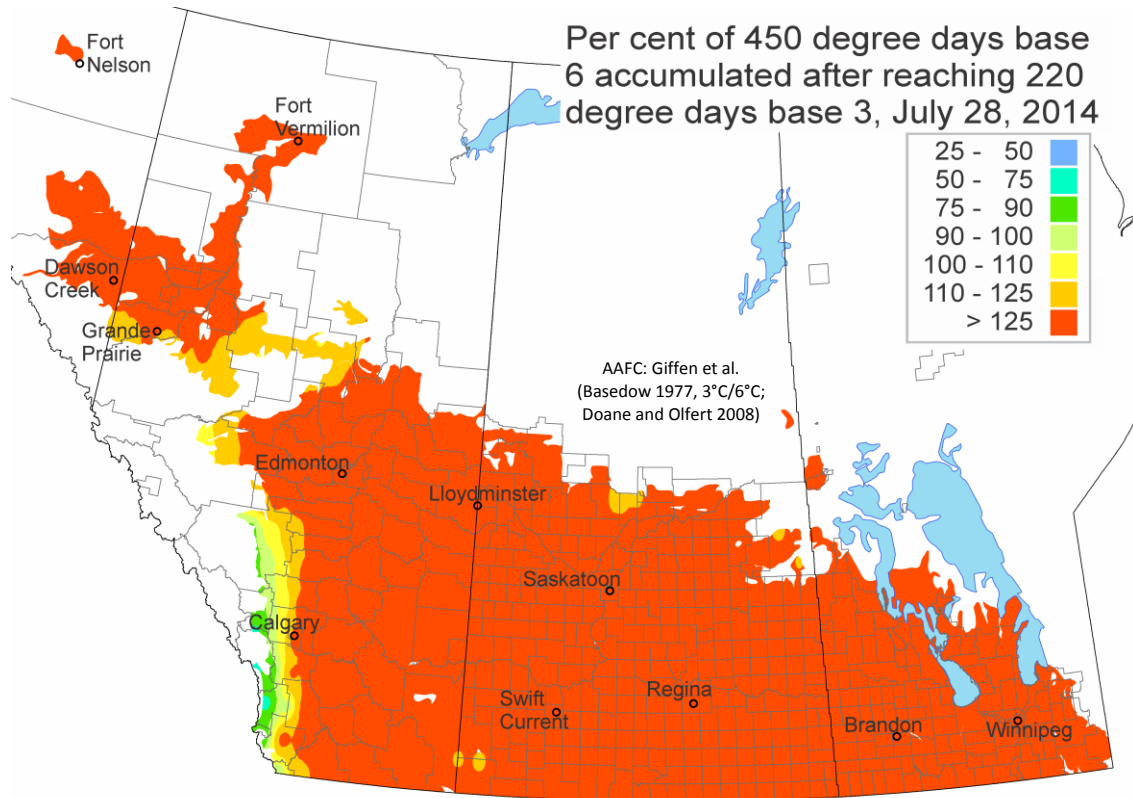 Per cent of 450 degree days base
6 accumulated after reaching 220
degree days base 3, July 28, 2014
25 - 50
50 - 75
75 - 90
90 - 100
100 - 110
110 - 125
> 125
Fort
Nelson
Fort
Vermilion
Dawson
Creek
Grande
Prairie
AAFC: Giffen et al.
(Basedow 1977, 3°C/6°C;
Doane and Olfert 2008)
Edmonton
Lloydminster
Saskatoon
Calgary
Swift
Current
Regina
Brandon
Winnipeg